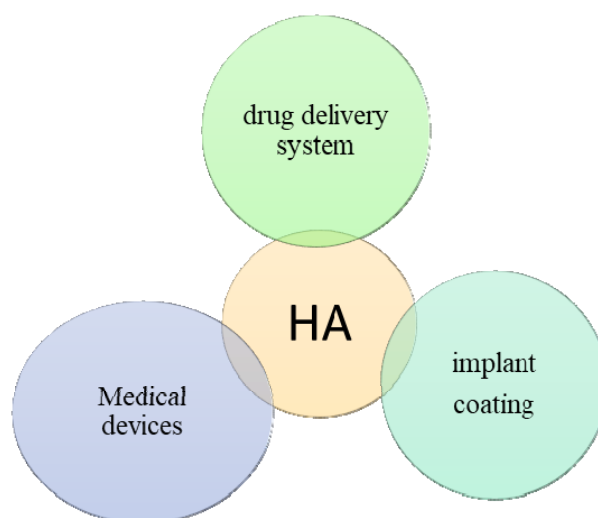 drug delivery
system
HA
Medical
devices
implant
coating